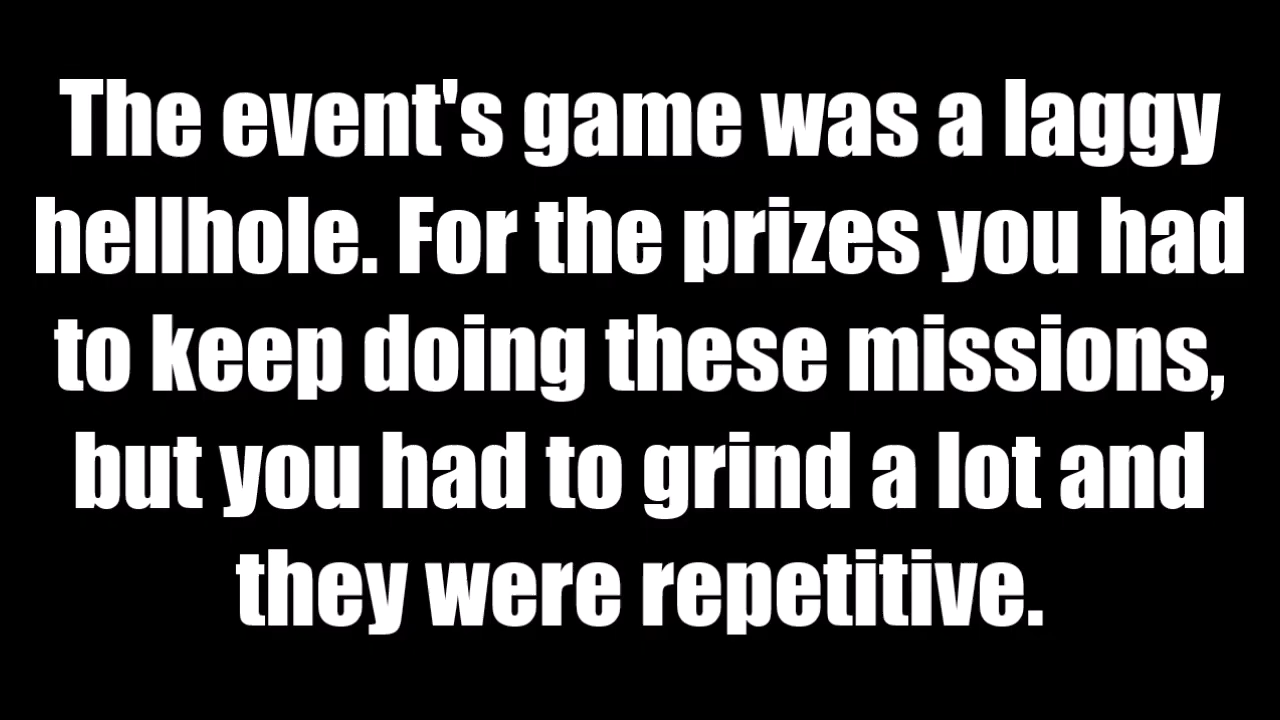 The event's game was a laggy
hellhole. For the prizes you had
to keep doing these missions,
but you had to grind a lot and
they were repetitive.